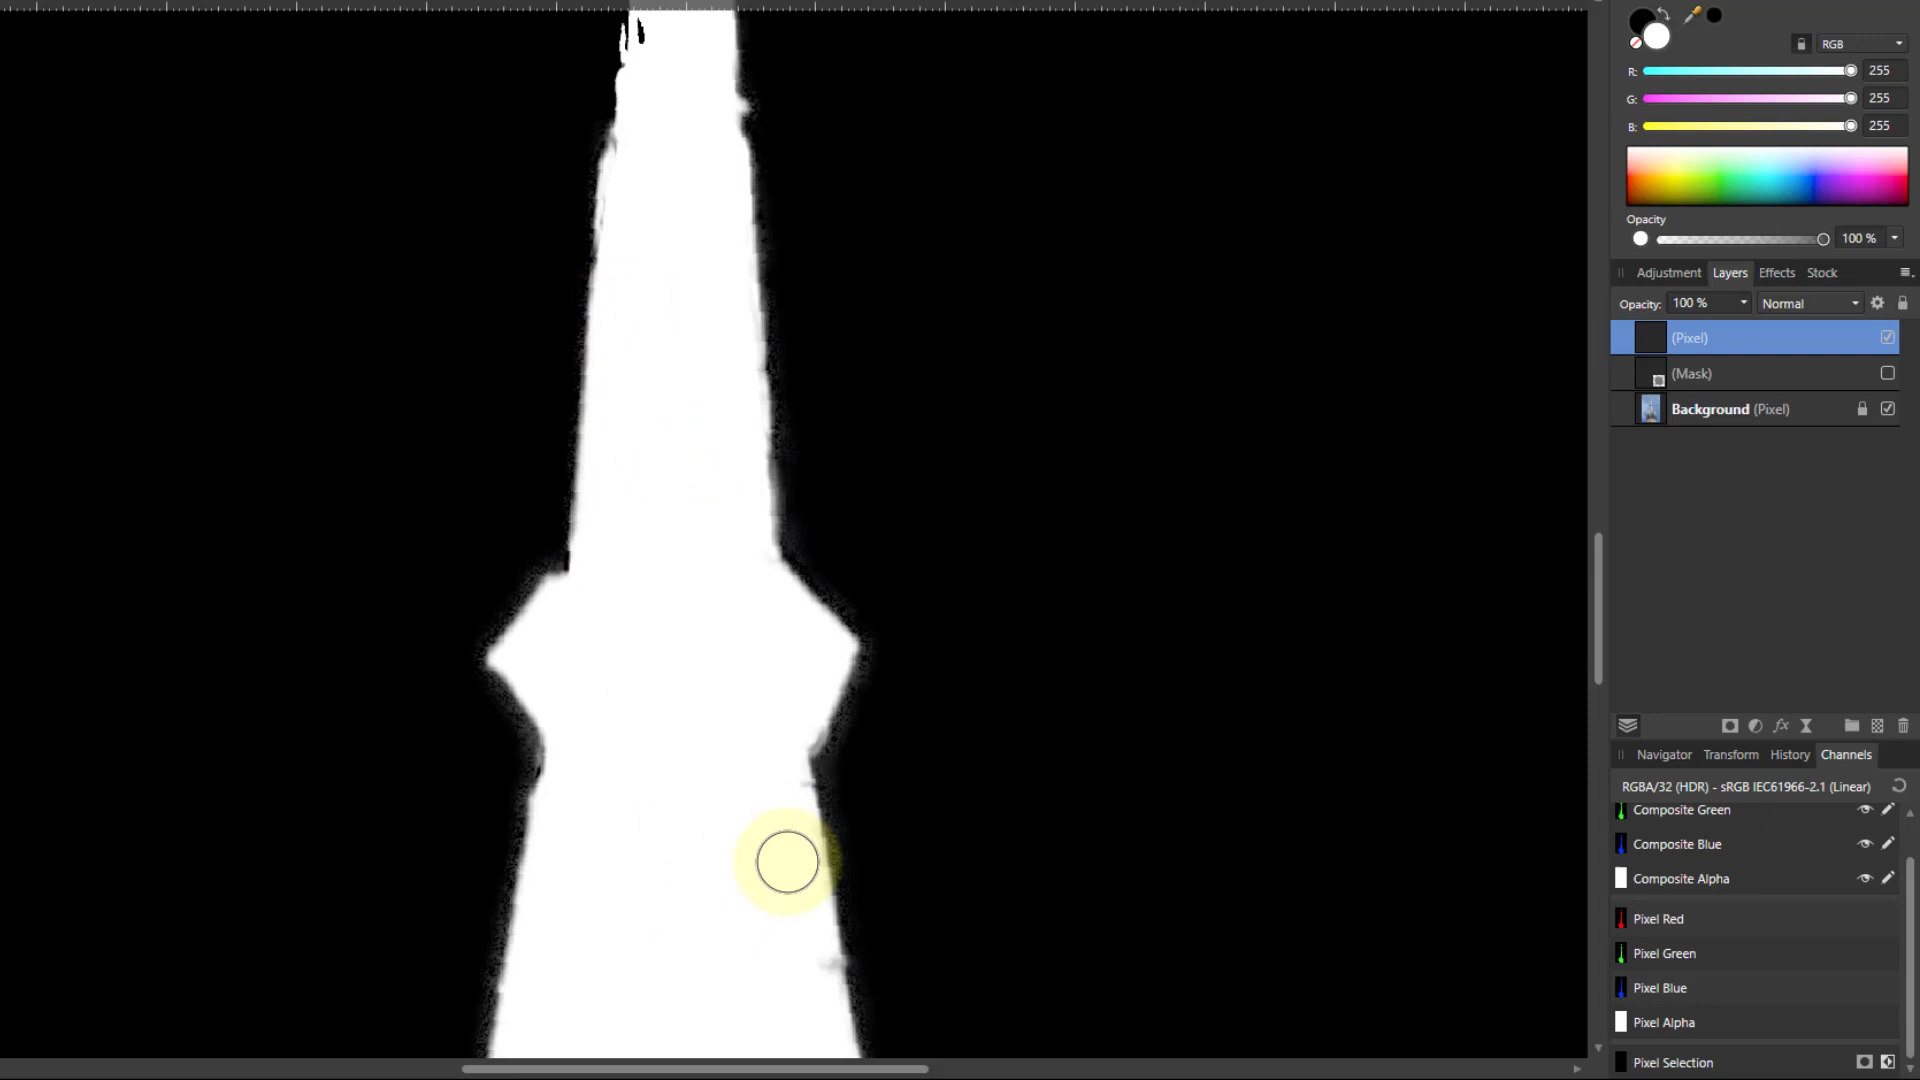 RGB
R: 255
G: 255
B: 255
Opacity
100 %
Adjustment Layers Effects Stock
Opacity: 100 % Normal
(Pixel)
(Mask)
Background (Pixel)
fx
Navigator Transform History Channels
RGBA/32 (HDR) - sRGB IEC61966-2.1 (Linear)
Composite Green
Composite Blue
Composite Alpha
Pixel Red
Pixel Green
Pixel Blue
Pixel Alpha
Pixel Selection